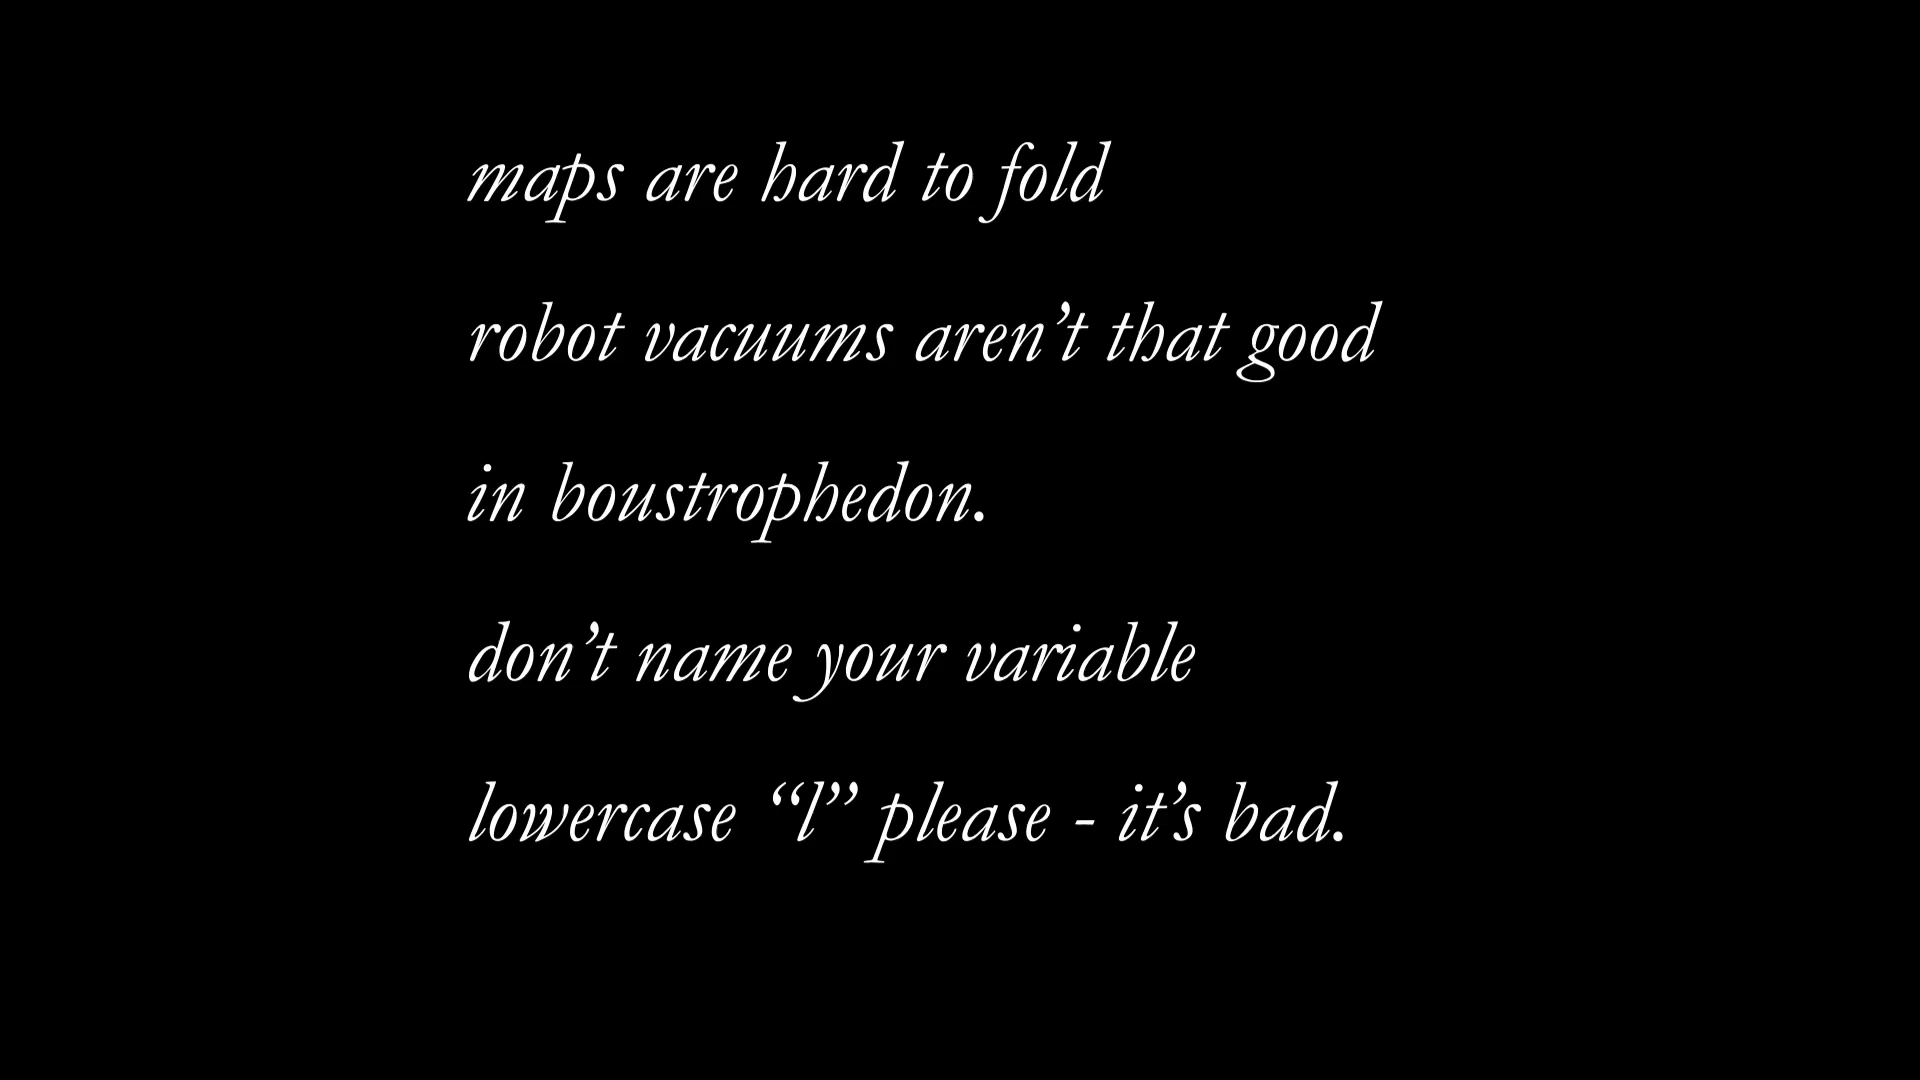 maps are hard to fold
robot vacuums aren’t that good
in boustrophedon.
don’t name your variable
lowercase “l” please - it’s bad.